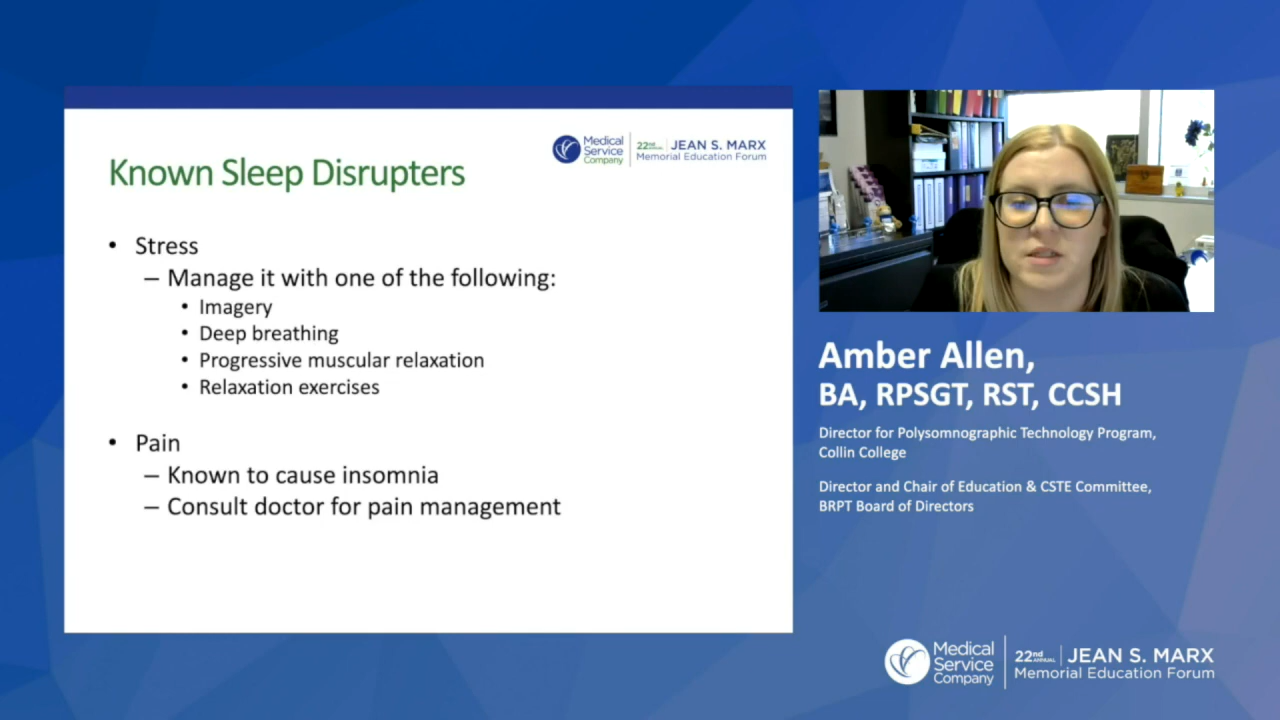 Medical
Service
Company
22nd ANNUAL
JEAN S. MARX
Memorial Education Forum
Known Sleep Disrupters
• Stress
– Manage it with one of the following:
• Imagery
• Deep breathing
• Progressive muscular relaxation
• Relaxation exercises
• Pain
– Known to cause insomnia
– Consult doctor for pain management
Amber Allen,
BA, RPSGT, RST, CCSH
Director for Polysomnographic Technology Program,
Collin College
Director and Chair of Education & CSTE Committee,
BRPT Board of Directors
Medical
Service
Company
22nd ANNUAL
JEAN S. MARX
Memorial Education Forum